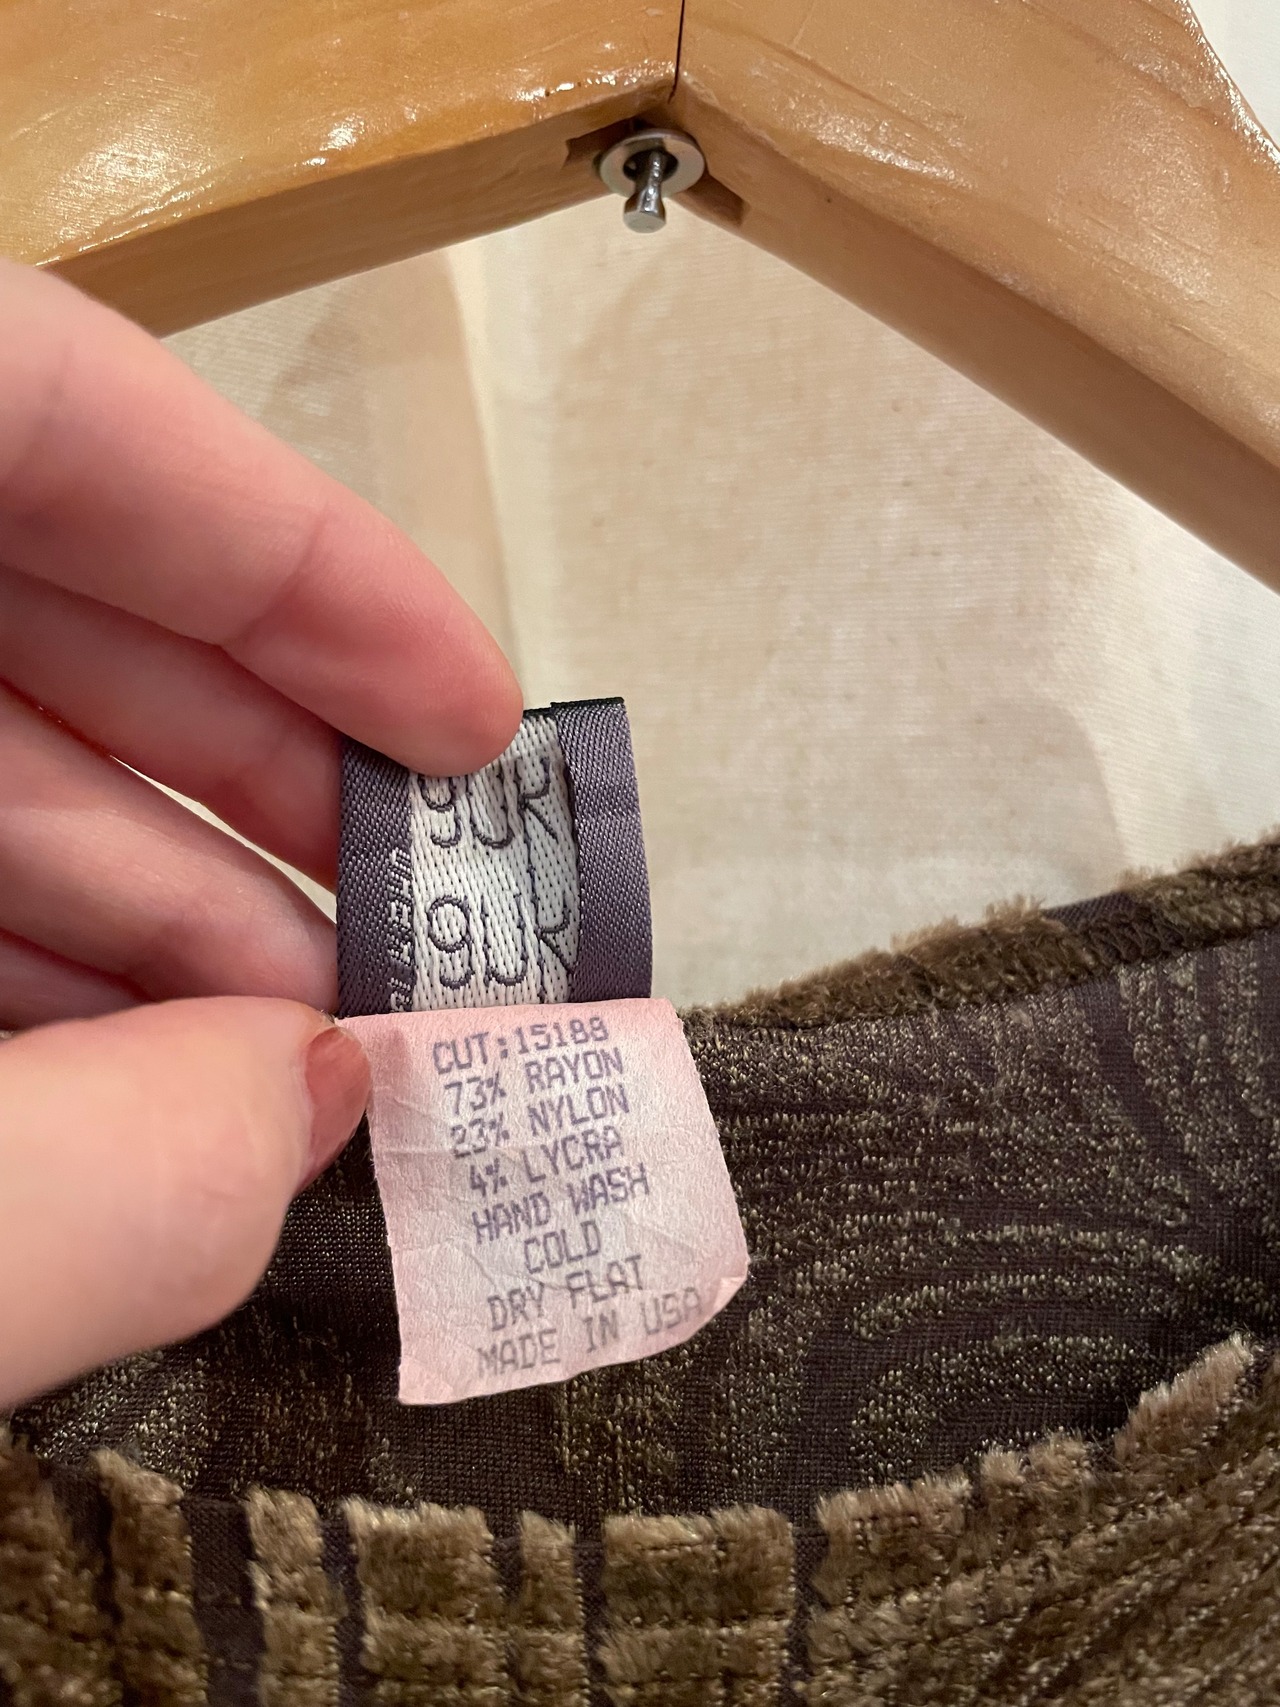 CUT:15188
73% RAYON
23% NYLON
4% LYCRA
HAND WASH
COLD
DRY FLAT
MADE IN USA